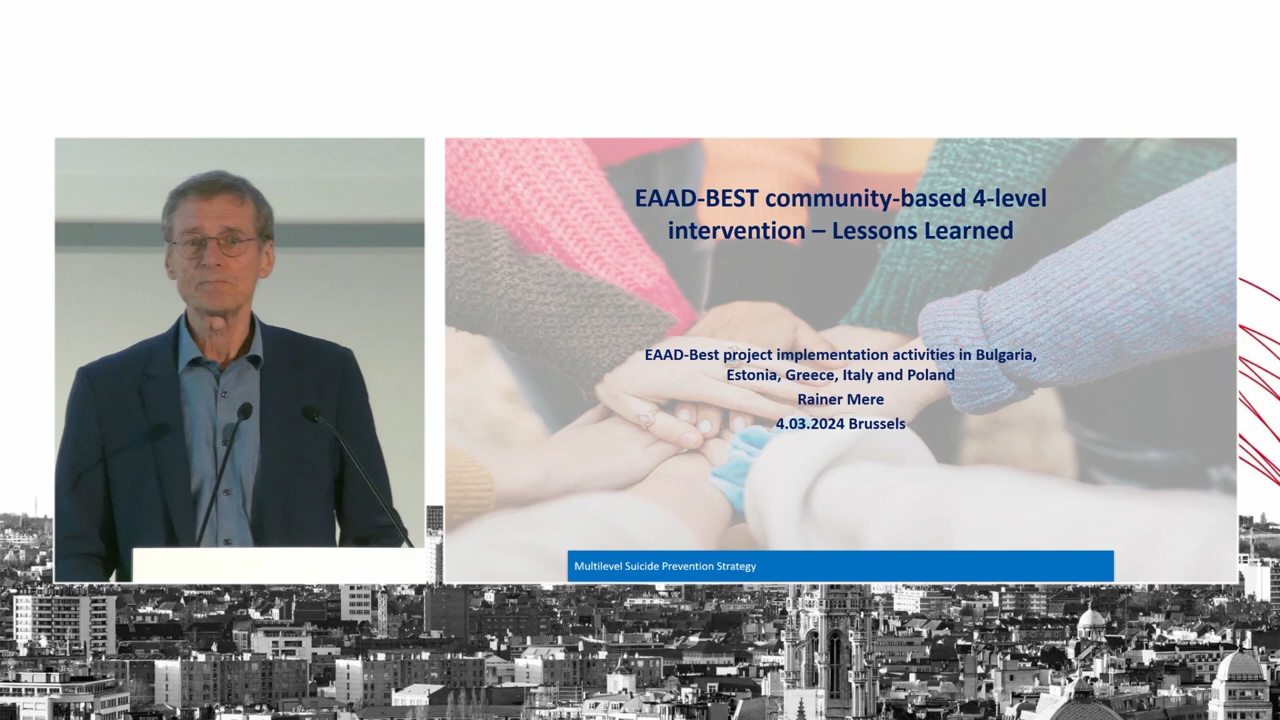 EAAD-BEST community-based 4-level
intervention – Lessons Learned
EAAD-Best project implementation activities in Bulgaria,
Estonia, Greece, Italy and Poland
Rainer Mere
4.03.2024 Brussels
Multilevel Suicide Prevention Strategy